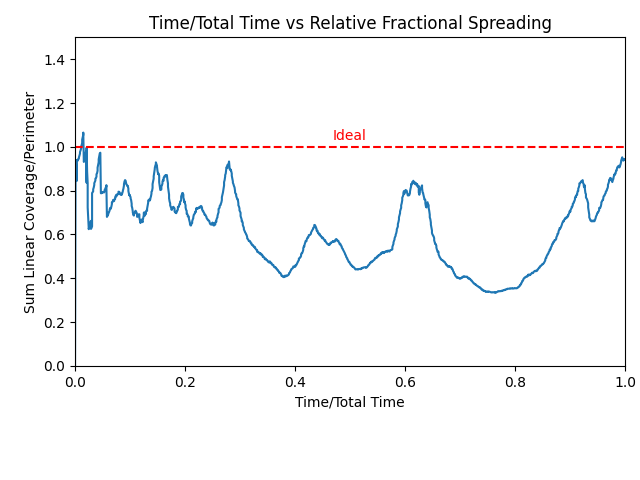 Time/Total Time vs Relative Fractional Spreading
Sum Linear Coverage/Perimeter
1.4
1.2
1.0
0.8
0.6
0.4
0.2
0.0
Ideal
0.0 0.2 0.4 0.6 0.8 1.0
Time/Total Time